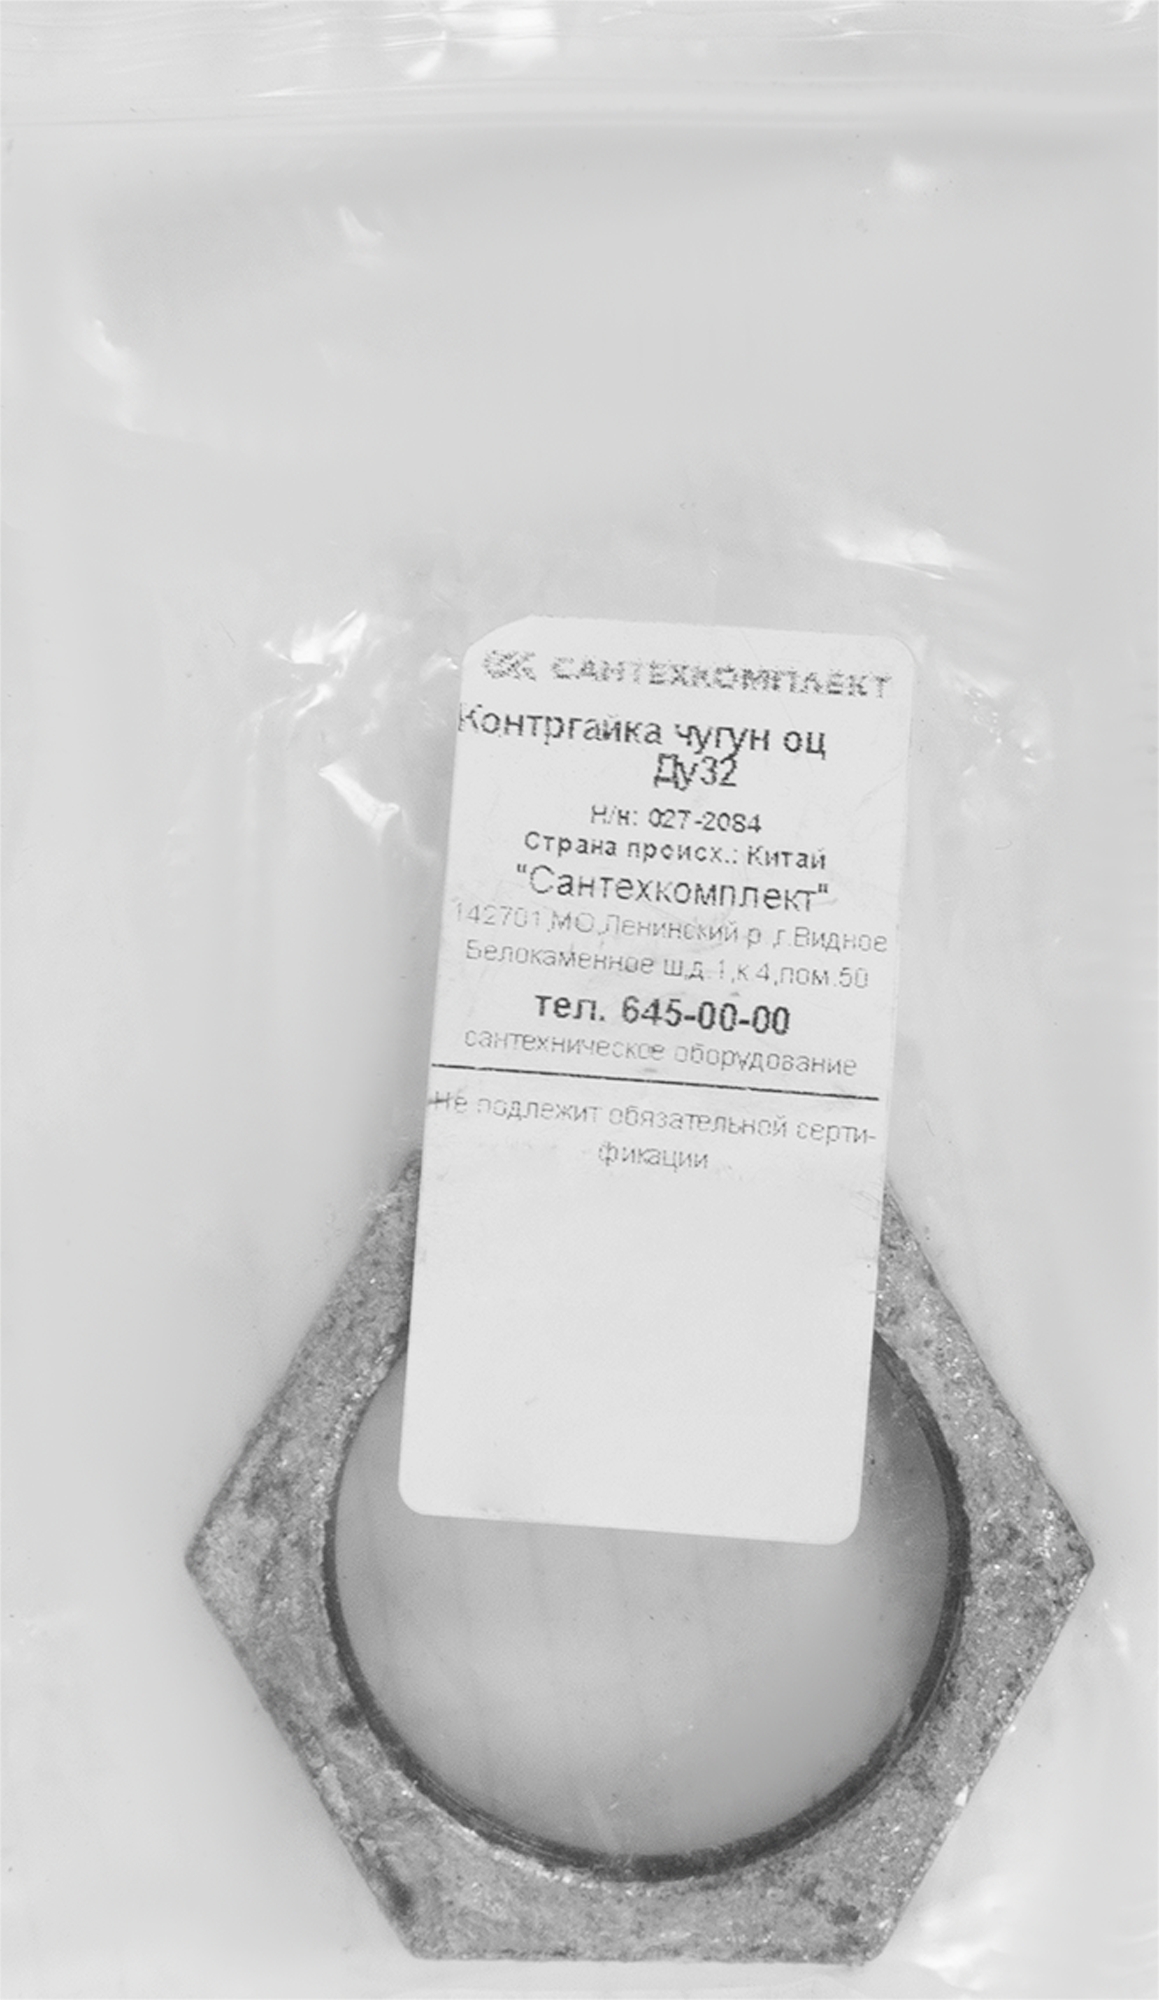 СК САНТЕХКОМПЛЕКТ
Контргайка чугун оц
Ду32
Н/н: 027-2084
Страна происх.: Китай
"Сантехкомплект"
142701,МО,Ленинский р.,г.Видное
Белокаменное ш,д.1,к.4,пом.50
тел. 645-00-00
сантехническое оборудование
Не подлежит обязательной серти-
фикации